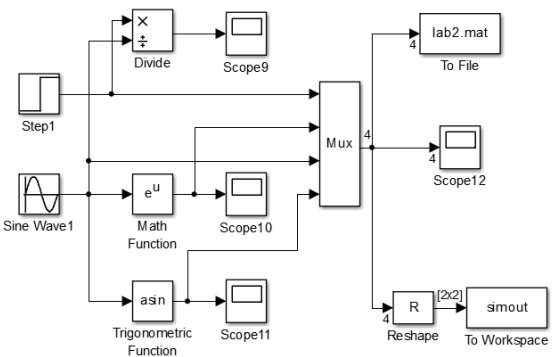 ×
÷
Divide
Scope9
lab2.mat
4
To File
Step1
Mux
4
4
Scope12
Sine Wave1
e^u
Math
Function
Scope10
asin
Trigonometric
Function
Scope11
4
R
Reshape
[2x2]
simout
To Workspace